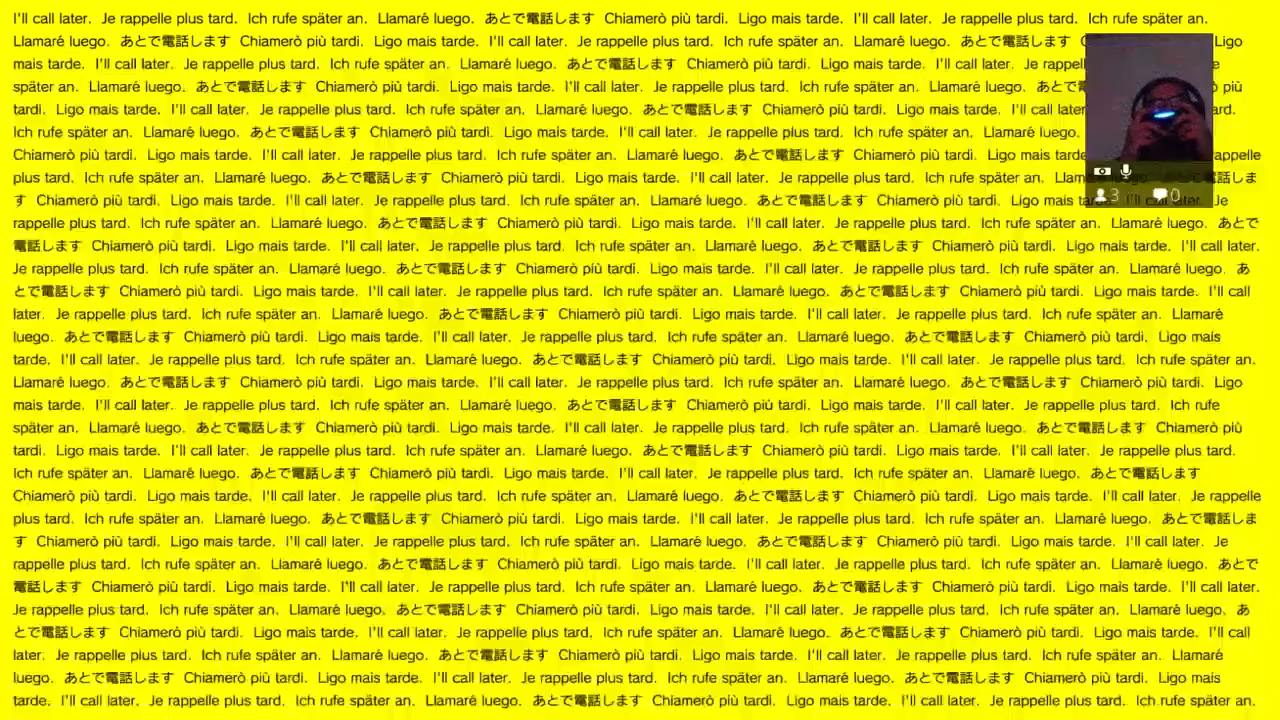 I'll call later. Je rappelle plus tard. Ich rufe später an. Llamaré luego. あとで電話します Chiamerò più tardi. Ligo mais tarde. I'll call later. Je rappelle plus tard. Ich rufe später an.
Llamaré luego. あとで電話します Chiamerò più tardi. Ligo mais tarde. I'll call later. Je rappelle plus tard. Ich rufe später an. Llamaré luego. あとで電話します Ligo
mais tarde. I'll call later. Je rappelle plus tard. Ich rufe später an. Llamaré luego. あとで電話します Chiamerò più tardi. Ligo mais tarde. I'll call later. Je
später an. Llamaré luego. あとで電話します Chiamerò più tardi. Ligo mais tarde. I'll call later. Je rappelle plus tard. Ich rufe später an. Llamaré luego. più
tardi. Ligo mais tarde. I'll call later. Je rappelle plus tard. Ich rufe später an. Llamaré luego. あとで電話します Chiamerò più tardi. Ligo mais tarde. I'll call later
Ich rufe später an. Llamaré luego. あとで電話します Chiamerò più tardi. Ligo mais tarde. I'll call later. Je rappelle plus tard. Ich rufe später an. Llamaré luego.
Chiamerò più tardi. Ligo mais tarde. I'll call later. Je rappelle plus tard. Ich rufe später an. Llamaré luego. あとで電話します Chiamerò più tardi. Ligo mais tarde rappelle
plus tard. Ich rufe später an. Llamaré luego. あとで電話します Chiamerò più tardi. Ligo mais tarde. I'll call later. Je rappelle plus tard. Ich rufe später an. Llamaré luego. あとで電話しま
す Chiamerò più tardi. Ligo mais tarde. I'll call later. Je rappelle plus tard. Ich rufe später an. Llamaré luego. あとで電話します Chiamerò più tardi. Ligo mais tarde. I'll call later. Je
3 0
rappelle plus tard. Ich rufe später an. Llamaré luego. あとで電話します Chiamerò più tardi. Ligo mais tarde. I'll call later. Je rappelle plus tard. Ich rufe später an. Llamaré luego. あとで
電話します Chiamerò più tardi. Ligo mais tarde. I'll call later. Je rappelle plus tard. Ich rufe später an. Llamaré luego. あとで電話します Chiamerò più tardi. Ligo mais tarde. I'll call later.
Je rappelle plus tard. Ich rufe später an. Llamaré luego. あとで電話します Chiamerò più tardi. Ligo mais tarde. I'll call later. Je rappelle plus tard. Ich rufe später an. Llamaré luego. あ
とで電話します Chiamerò più tardi. Ligo mais tarde. I'll call later. Je rappelle plus tard. Ich rufe später an. Llamaré luego. あとで電話します Chiamerò più tardi. Ligo mais tarde. I'll call
later. Je rappelle plus tard. Ich rufe später an. Llamaré luego. あとで電話します Chiamerò più tardi. Ligo mais tarde. I'll call later. Je rappelle plus tard. Ich rufe später an. Llamaré
luego. あとで電話します Chiamerò più tardi. Ligo mais tarde. I'll call later. Je rappelle plus tard. Ich rufe später an. Llamaré luego. あとで電話します Chiamerò più tardi. Ligo mais
tarde. I'll call later. Je rappelle plus tard. Ich rufe später an. Llamaré luego. あとで電話します Chiamerò più tardi. Ligo mais tarde. I'll call later. Je rappelle plus tard. Ich rufe später an.
Llamaré luego. あとで電話します Chiamerò più tardi. Ligo mais tarde. I'll call later. Je rappelle plus tard. Ich rufe später an. Llamaré luego. あとで電話します Chiamerò più tardi. Ligo
mais tarde. I'll call later. Je rappelle plus tard. Ich rufe später an. Llamaré luego. あとで電話します Chiamerò più tardi. Ligo mais tarde. I'll call later. Je rappelle plus tard. Ich rufe
später an. Llamaré luego. あとで電話します Chiamerò più tardi. Ligo mais tarde. I'll call later. Je rappelle plus tard. Ich rufe später an. Llamaré luego. あとで電話します Chiamerò più
tardi. Ligo mais tarde. I'll call later. Je rappelle plus tard. Ich rufe später an. Llamaré luego. あとで電話します Chiamerò più tardi. Ligo mais tarde. I'll call later. Je rappelle plus tard.
Ich rufe später an. Llamaré luego. あとで電話します Chiamerò più tardi. Ligo mais tarde. I'll call later. Je rappelle plus tard. Ich rufe später an. Llamaré luego. あとで電話します
Chiamerò più tardi. Ligo mais tarde. I'll call later. Je rappelle plus tard. Ich rufe später an. Llamaré luego. あとで電話します Chiamerò più tardi. Ligo mais tarde. I'll call later. Je rappelle
plus tard. Ich rufe später an. Llamaré luego. あとで電話します Chiamerò più tardi. Ligo mais tarde. I'll call later. Je rappelle plus tard. Ich rufe später an. Llamaré luego. あとで電話しま
す Chiamerò più tardi. Ligo mais tarde. I'll call later. Je rappelle plus tard. Ich rufe später an. Llamaré luego. あとで電話します Chiamerò più tardi. Ligo mais tarde. I'll call later. Je
rappelle plus tard. Ich rufe später an. Llamaré luego. あとで電話します Chiamerò più tardi. Ligo mais tarde. I'll call later. Je rappelle plus tard. Ich rufe später an. Llamaré luego. あとで
電話します Chiamerò più tardi. Ligo mais tarde. I'll call later. Je rappelle plus tard. Ich rufe später an. Llamaré luego. あとで電話します Chiamerò più tardi. Ligo mais tarde. I'll call later.
Je rappelle plus tard. Ich rufe später an. Llamaré luego. あとで電話します Chiamerò più tardi. Ligo mais tarde. I'll call later. Je rappelle plus tard. Ich rufe später an. Llamaré luego. あ
とで電話します Chiamerò più tardi. Ligo mais tarde. I'll call later. Je rappelle plus tard. Ich rufe später an. Llamaré luego. あとで電話します Chiamerò più tardi. Ligo mais tarde. I'll call
later. Je rappelle plus tard. Ich rufe später an. Llamaré luego. あとで電話します Chiamerò più tardi. Ligo mais tarde. I'll call later. Je rappelle plus tard. Ich rufe später an. Llamaré
luego. あとで電話します Chiamerò più tardi. Ligo mais tarde. I'll call later. Je rappelle plus tard. Ich rufe später an. Llamaré luego. あとで電話します Chiamerò più tardi. Ligo mais
tarde. I'll call later. Je rappelle plus tard. Ich rufe später an. Llamaré luego. あとで電話します Chiamerò più tardi. Ligo mais tarde. I'll call later. Je rappelle plus tard. Ich rufe später an.